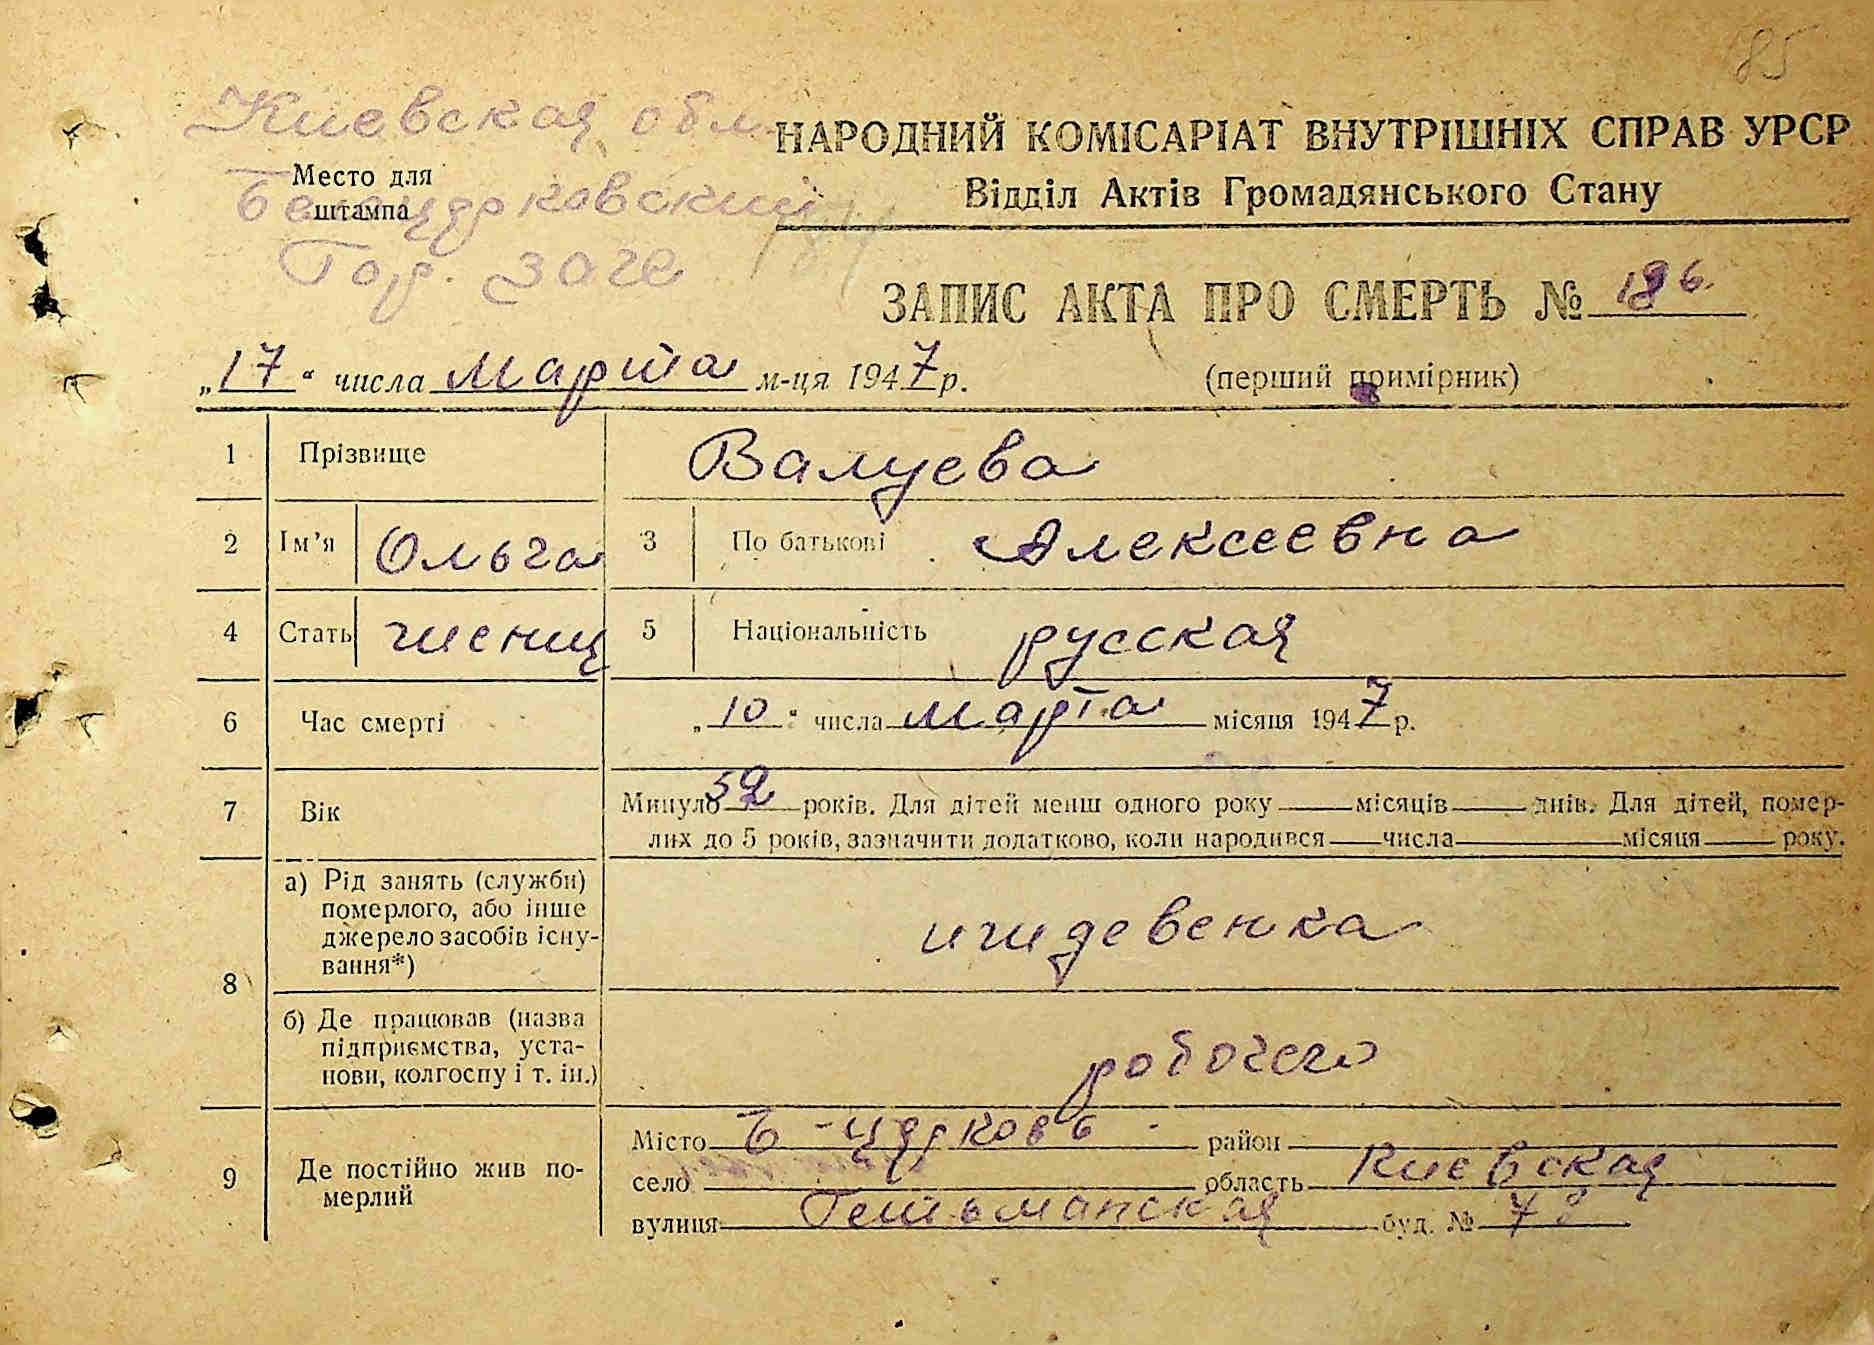 85
Киевская обл.
НАРОДНИЙ КОМІСАРІАТ ВНУТРІШНІХ СПРАВ УРСР
Место для штампа
Белоцерковский
Відділ Актів Громадянського Стану
Гор. загс
ЗАПИС АКТА ПРО СМЕРТЬ № 186
„17“ числа Марта м-ця 1947 р. (перший примірник)
1 Прізвище Валуева
2 Ім'я Ольга 3 По батькові Алексеевна
4 Стать женщ 5 Національність русская
6 Час смерті „10“ числа марта місяця 1947 р.
7 Вік Минуло 52 років. Для дітей менш одного року місяців днів. Для дітей, помер-
лих до 5 років, зазначити додатково, коли народився числа місяця року.
8 а) Рід занять (служби)
померлого, або інше
джерело засобів існу-
вання*)
иждевенка
б) Де працював (назва
підприємства, уста-
нови, колгоспу і т. ін.)
робочего
9 Де постійно жив по-
мерлий
Місто Б-Церковь район
село область Киевская
вулиця Гетьманская буд. № 78